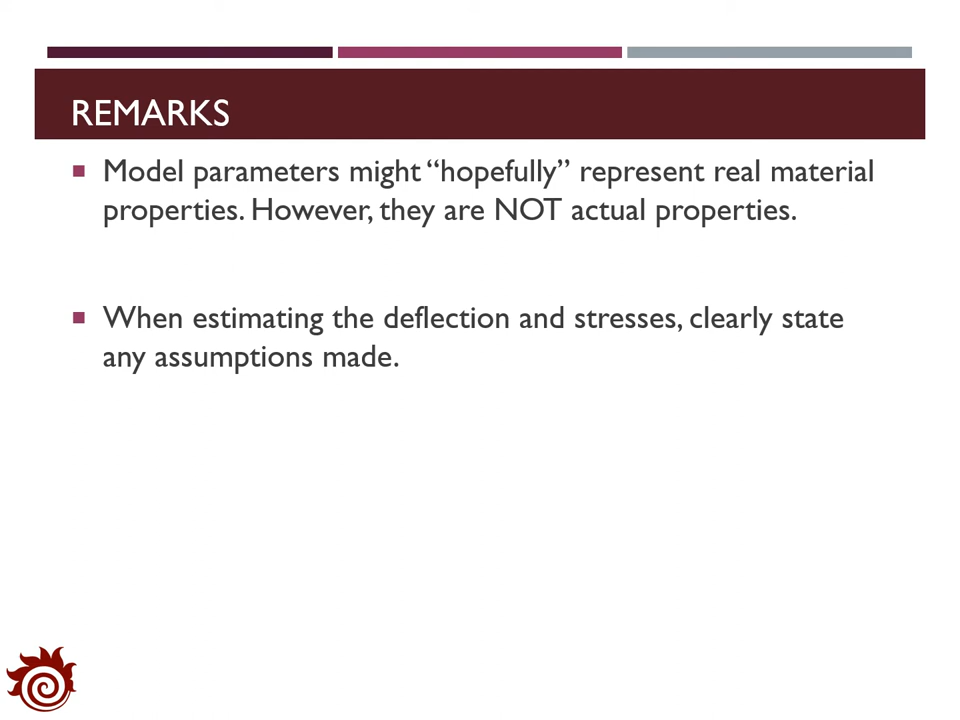 REMARKS
Model parameters might “hopefully” represent real material
properties. However, they are NOT actual properties.
When estimating the deflection and stresses, clearly state
any assumptions made.